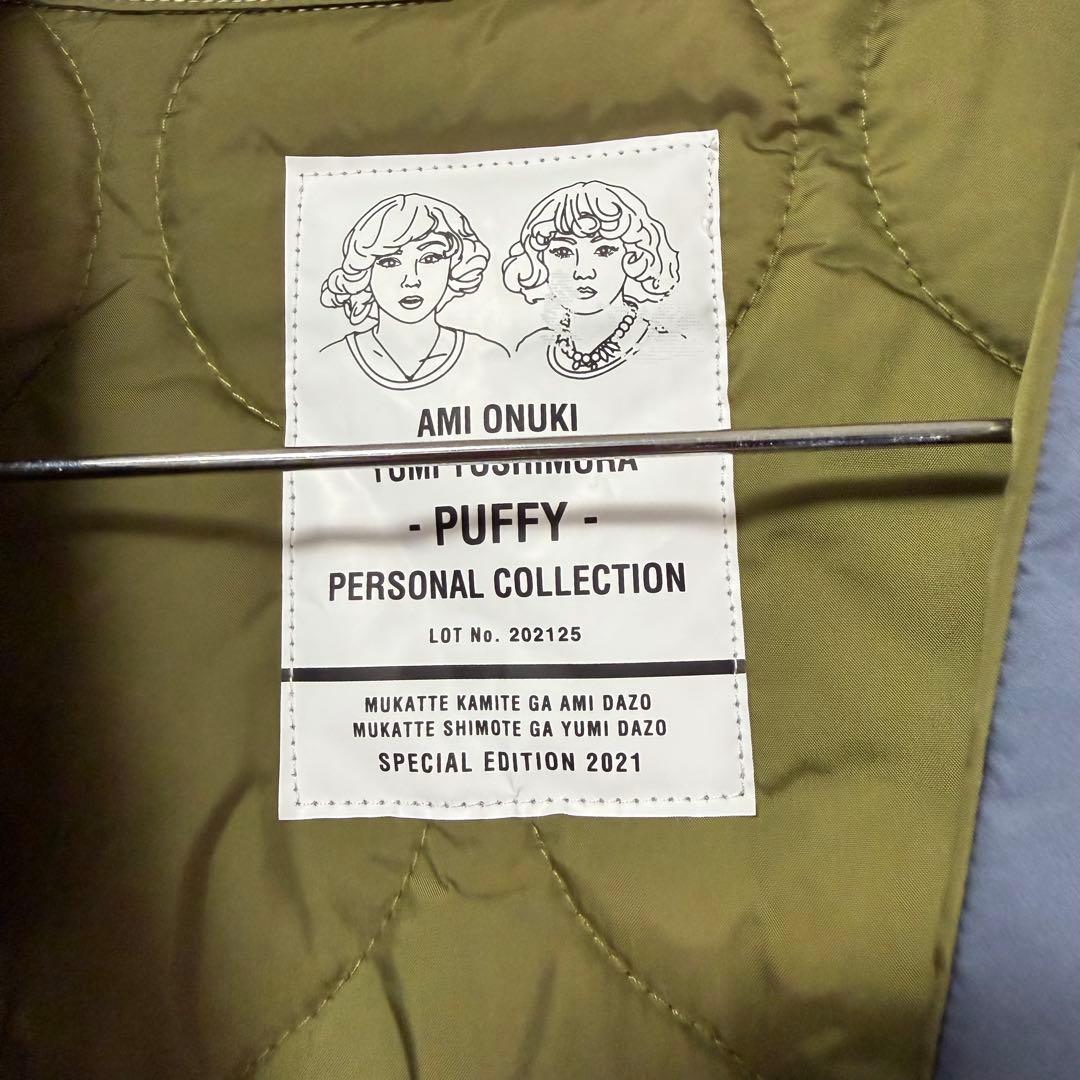 AMI ONUKI
YUMI YOSHIMURA
- PUFFY -
PERSONAL COLLECTION
LOT No. 202125
MUKATTE KAMITE GA AMI DAZO
MUKATTE SHIMOTE GA YUMI DAZO
SPECIAL EDITION 2021